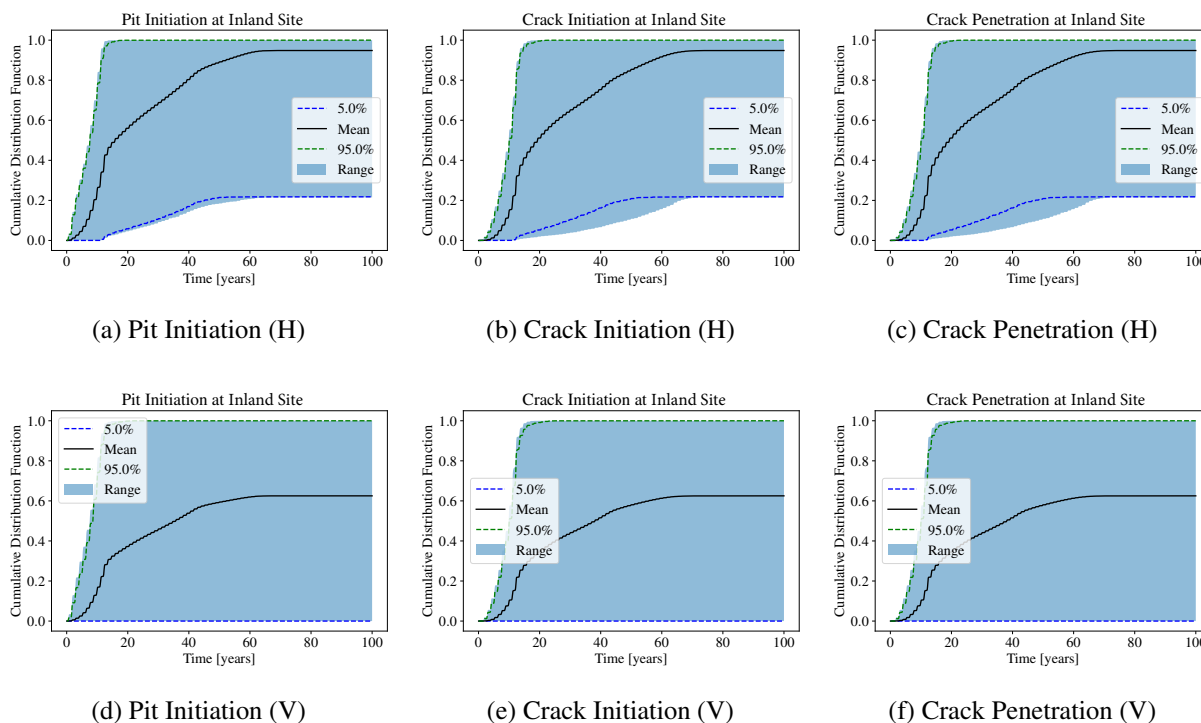 Pit Initiation at Inland Site
Cumulative Distribution Function
1.0
0.8
0.6
0.4
0.2
0.0
5.0%
Mean
95.0%
Range
0 20 40 60 80 100
Time [years]
(a) Pit Initiation (H)
Crack Initiation at Inland Site
Cumulative Distribution Function
1.0
0.8
0.6
0.4
0.2
0.0
5.0%
Mean
95.0%
Range
0 20 40 60 80 100
Time [years]
(b) Crack Initiation (H)
Crack Penetration at Inland Site
Cumulative Distribution Function
1.0
0.8
0.6
0.4
0.2
0.0
5.0%
Mean
95.0%
Range
0 20 40 60 80 100
Time [years]
(c) Crack Penetration (H)
Pit Initiation at Inland Site
Cumulative Distribution Function
1.0
0.8
0.6
0.4
0.2
0.0
5.0%
Mean
95.0%
Range
0 20 40 60 80 100
Time [years]
(d) Pit Initiation (V)
Crack Initiation at Inland Site
Cumulative Distribution Function
1.0
0.8
0.6
0.4
0.2
0.0
5.0%
Mean
95.0%
Range
0 20 40 60 80 100
Time [years]
(e) Crack Initiation (V)
Crack Penetration at Inland Site
Cumulative Distribution Function
1.0
0.8
0.6
0.4
0.2
0.0
5.0%
Mean
95.0%
Range
0 20 40 60 80 100
Time [years]
(f) Crack Penetration (V)